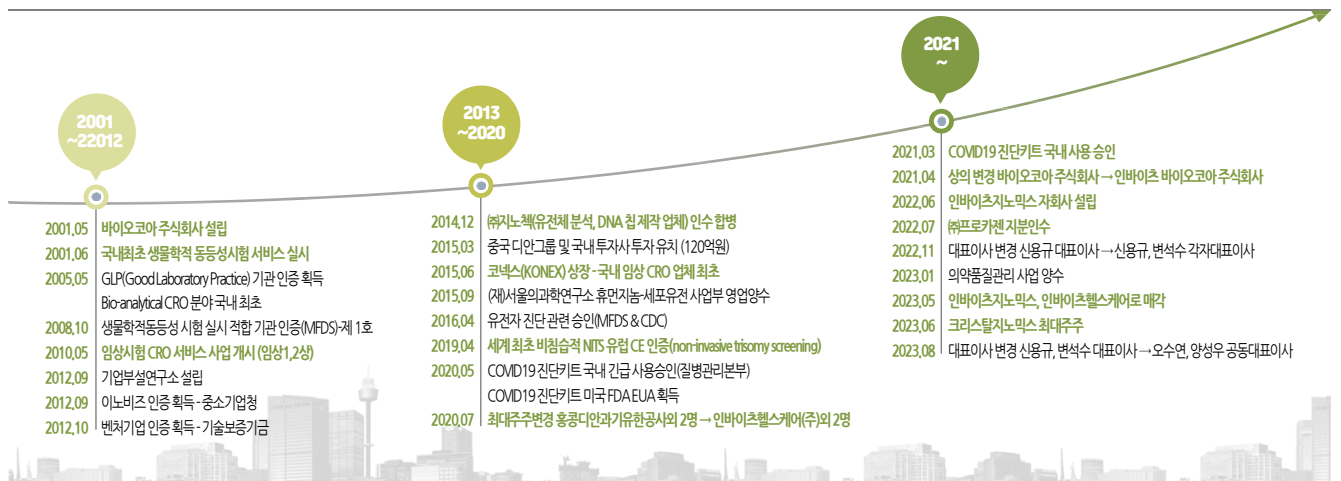 2001
~22012
2001.05 바이오코아 주식회사 설립
2001.06 국내최초 생물학적 동등성시험 서비스 실시
2005.05 GLP(Good Laboratory Practice) 기관 인증 획득
Bio-analytical CRO 분야 국내 최초
2008.10 생물학적동등성 시험 실시 적합 기관 인증(MFDS)-제 1호
2010.05 임상시험 CRO 서비스 사업 개시 (임상1,2상)
2012.09 기업부설연구소 설립
2012.09 이노비즈 인증 획득 - 중소기업청
2012.10 벤처기업 인증 획득 - 기술보증기금
2013
~2020
2014.12 ㈜지노첵(유전체 분석, DNA 칩 제작 업체) 인수 합병
2015.03 중국 디안그룹 및 국내 투자사 투자 유치 (120억원)
2015.06 코넥스(KONEX) 상장 - 국내 임상 CRO 업체 최초
2015.09 (재)서울의과학연구소 휴먼지놈-세포유전 사업부 영업양수
2016.04 유전자 진단 관련 승인(MFDS & CDC)
2019.04 세계 최초 비침습적 NITS 유럽 CE 인증(non-invasive trisomy screening)
2020.05 COVID19 진단키트 국내 긴급 사용승인(질병관리본부)
COVID19 진단키트 미국 FDA EUA 획득
2020.07 최대주주변경 홍콩디안과기유한공사외 2명 → 인바이츠헬스케어(주)외 2명
2021
~
2021.03 COVID19 진단키트 국내 사용 승인
2021.04 상의 변경 바이오코아 주식회사 → 인바이츠 바이오코아 주식회사
2022.06 인바이츠지노믹스 자회사 설립
2022.07 ㈜프로카젠 지분인수
2022.11 대표이사 변경 신용규 대표이사 → 신용규, 변석수 각자대표이사
2023.01 의약품질관리 사업 양수
2023.05 인바이츠지노믹스, 인바이츠헬스케어로 매각
2023.06 크리스탈지노믹스 최대주주
2023.08 대표이사 변경 신용규, 변석수 대표이사 → 오수연, 양성우 공동대표이사